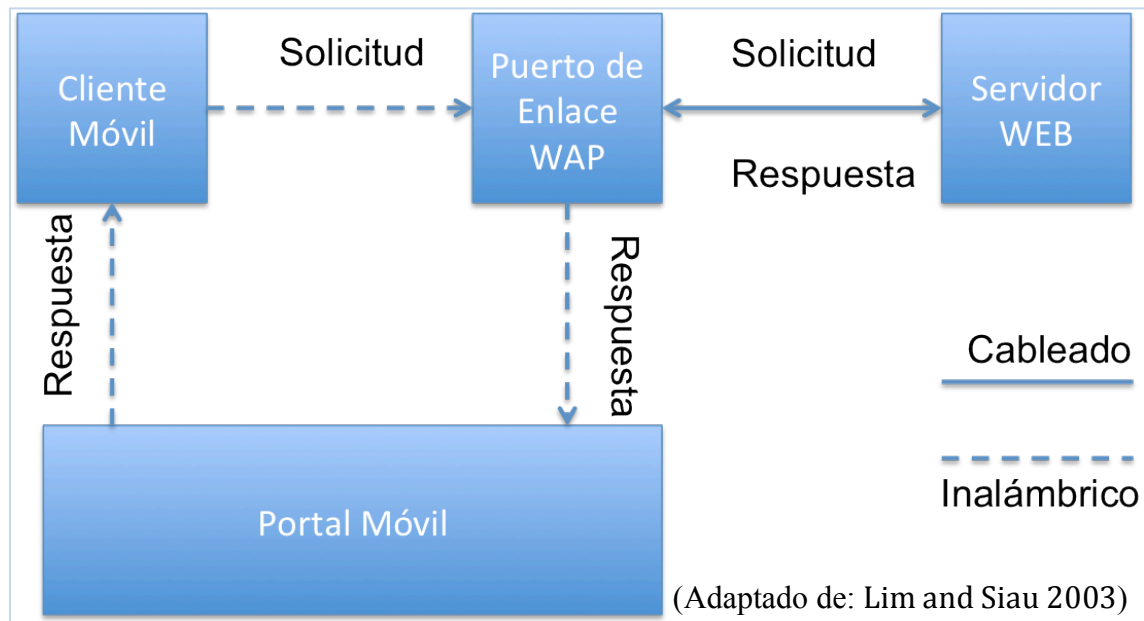 Cliente
Móvil
Solicitud
Puerto de
Enlace
WAP
Solicitud
Respuesta
Servidor
WEB
Respuesta
Respuesta
Portal Móvil
Cableado
Inalámbrico
(Adaptado de: Lim and Siau 2003)